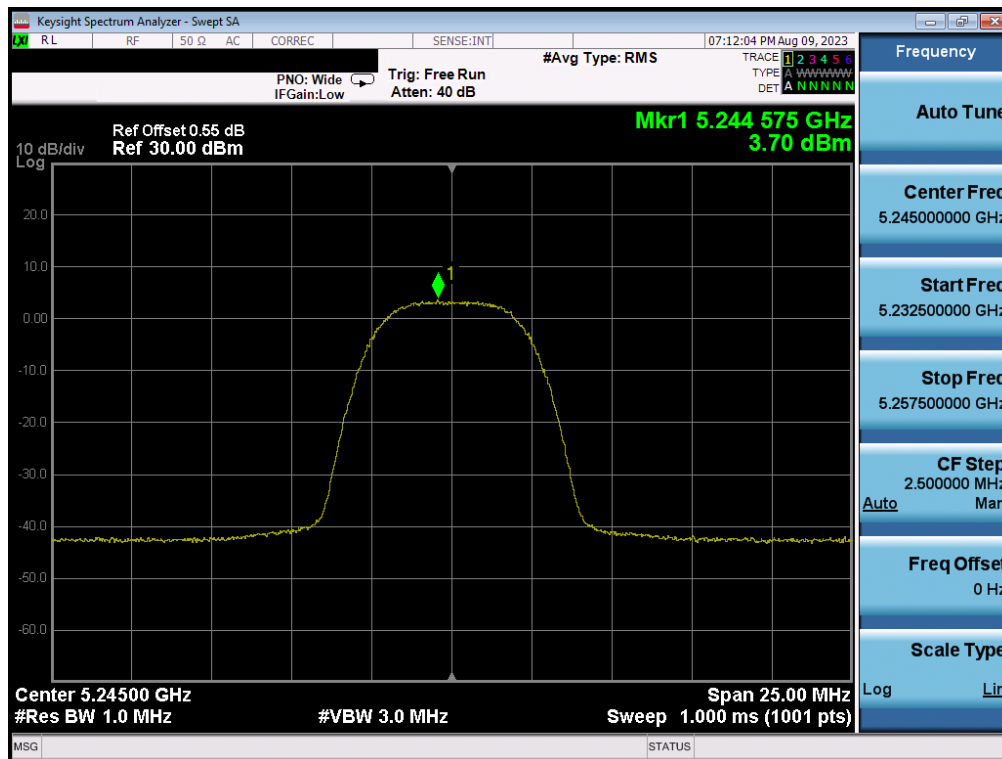 Keysight Spectrum Analyzer - Swept SA
LXI RL RF 50 Ω AC CORREC SENSE:INT 07:12:04 PM Aug 09, 2023
#Avg Type: RMS TRACE 1 2 3 4 5 6
PNO: Wide Trig: Free Run TYPE A W W W W W
IFGain:Low Atten: 40 dB DET A N N N N N
Mkr1 5.244 575 GHz
3.70 dBm
Ref Offset 0.55 dB
10 dB/div Ref 30.00 dBm
Log
20.0
10.0
1
0.00
-10.0
-20.0
-30.0
-40.0
-50.0
-60.0
Center 5.24500 GHz Span 25.00 MHz
#Res BW 1.0 MHz #VBW 3.0 MHz Sweep 1.000 ms (1001 pts)
MSG STATUS
Frequency
Auto Tune
Center Freq
5.245000000 GHz
Start Freq
5.232500000 GHz
Stop Freq
5.257500000 GHz
CF Step
2.500000 MHz
Auto Man
Freq Offset
0 Hz
Scale Type
Log Lin